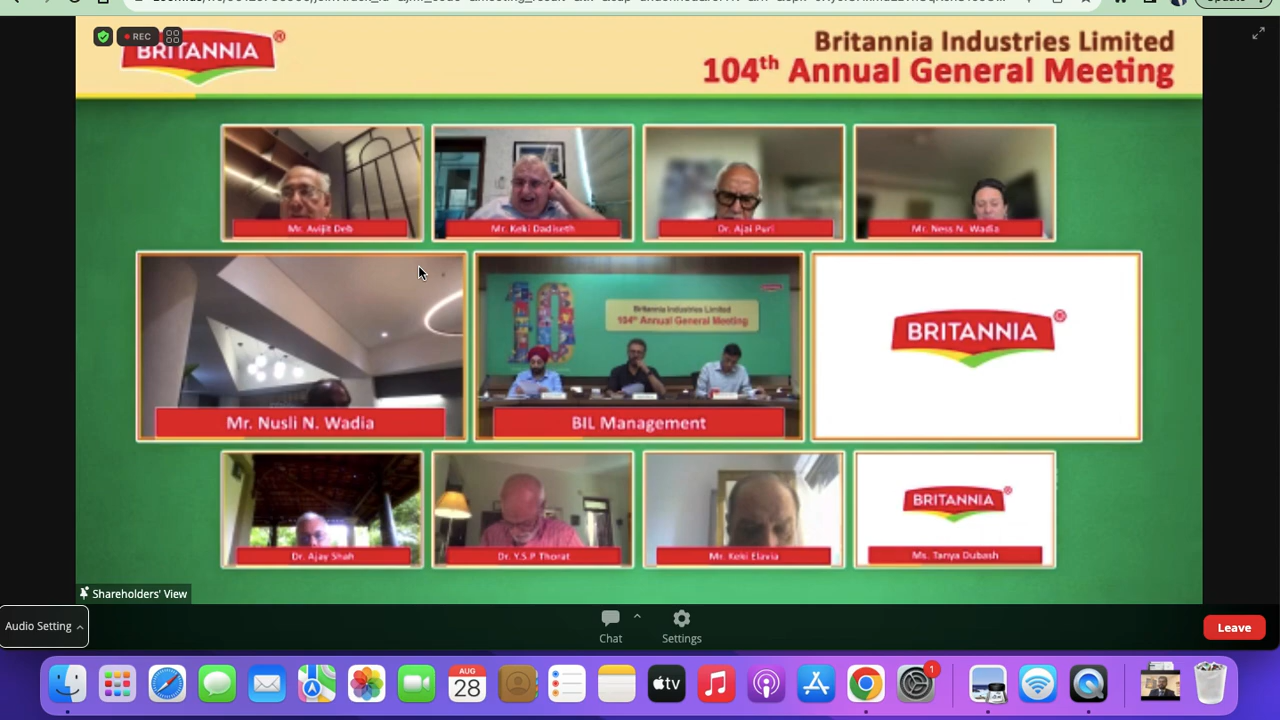 Update
REC
BRITANNIA®
Britannia Industries Limited
104th Annual General Meeting
Mr. Avijit Deb
Mr. Keki Dadiseth
Dr. Ajai Puri
Mr. Ness N. Wadia
Britannia Industries Limited
104th Annual General Meeting
BRITANNIA®
Mr. Nusli N. Wadia
BIL Management
BRITANNIA®
Dr. Ajay Shah
Dr. Y.S.P Thorat
Mr. Keki Elavia
Ms. Tanya Dubash
Shareholders' View
Audio Setting
Chat
Settings
Leave
AUG
28
tv
1